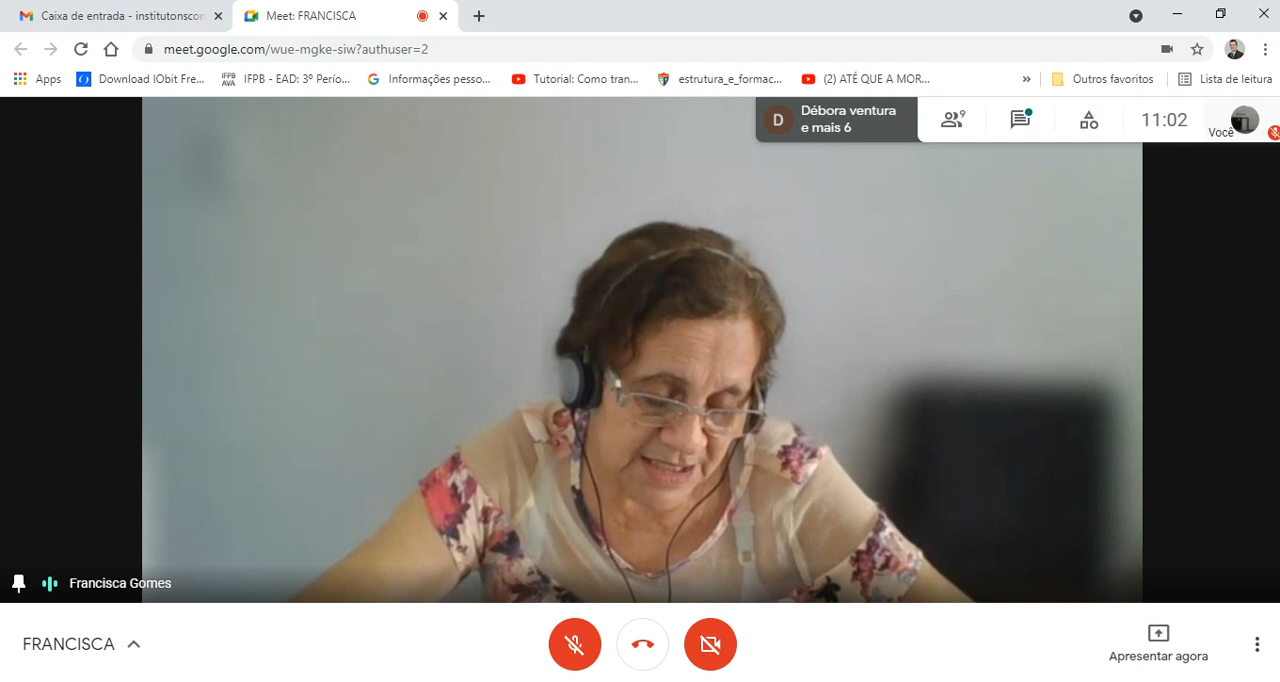 Caixa de entrada - institutonscon
Meet: FRANCISCA
meet.google.com/wue-mgke-siw?authuser=2
Apps
Download IObit Fre...
IFPB AVA
IFPB - EAD: 3º Perío...
Informações pesso...
Tutorial: Como tran...
estrutura_e_formac...
(2) ATÉ QUE A MOR...
»
Outros favoritos
Lista de leitura
D
Débora ventura
e mais 6
9
11:02
Você
Francisca Gomes
FRANCISCA
Apresentar agora